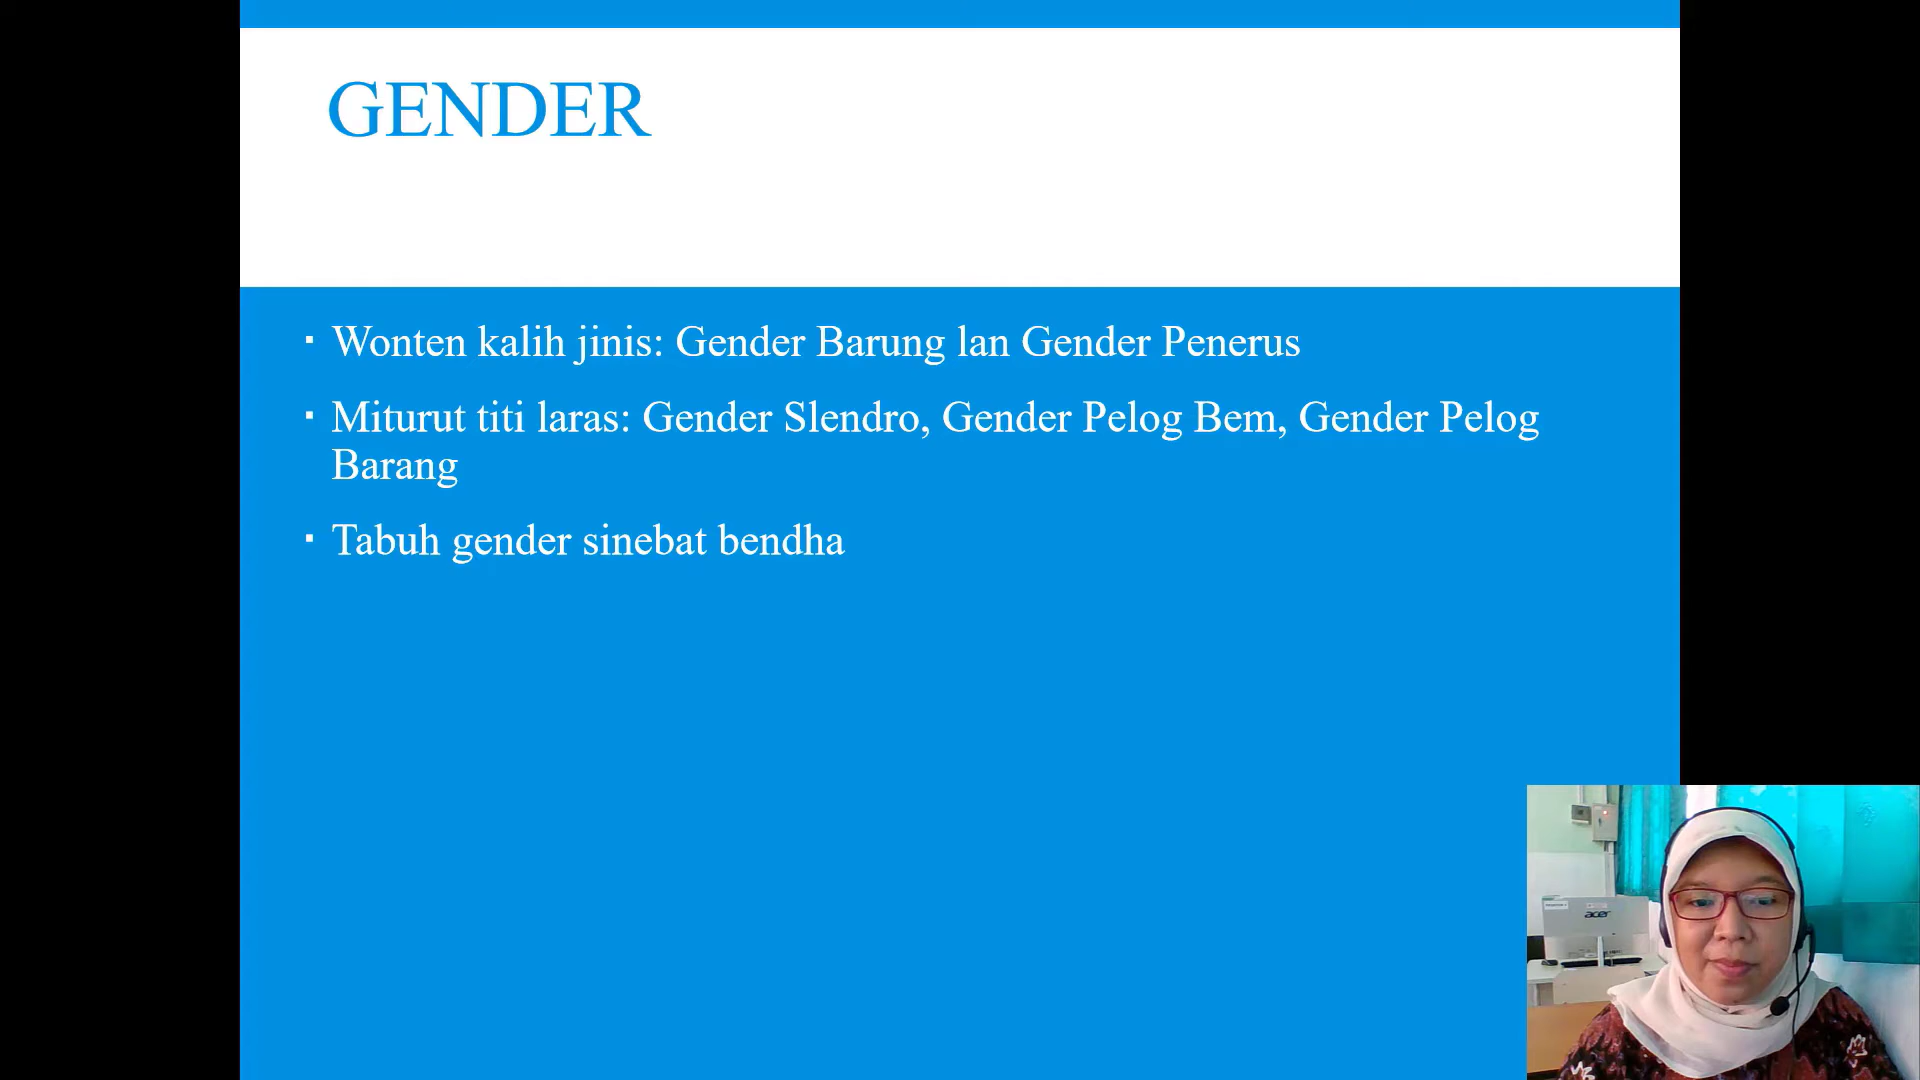 GENDER
Wonten kalih jinis: Gender Barung lan Gender Penerus
Miturut titi laras: Gender Slendro, Gender Pelog Bem, Gender Pelog
Barang
Tabuh gender sinebat bendha
acer